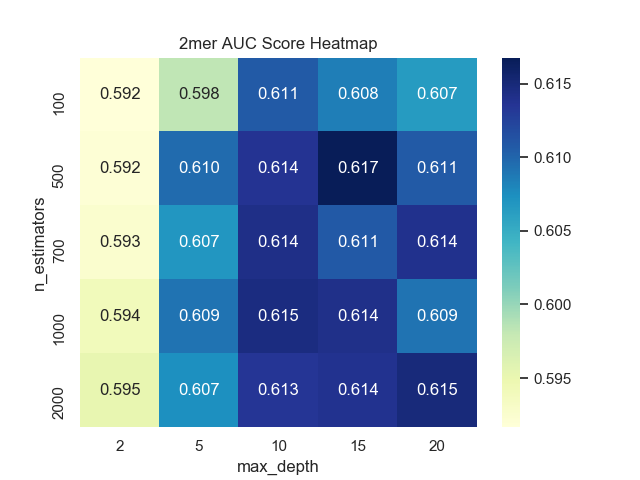 2mer AUC Score Heatmap
n_estimators
100 0.592 0.598 0.611 0.608 0.607
500 0.592 0.610 0.614 0.617 0.611
700 0.593 0.607 0.614 0.611 0.614
1000 0.594 0.609 0.615 0.614 0.609
2000 0.595 0.607 0.613 0.614 0.615
2 5 10 15 20
max_depth
0.615
0.610
0.605
0.600
0.595